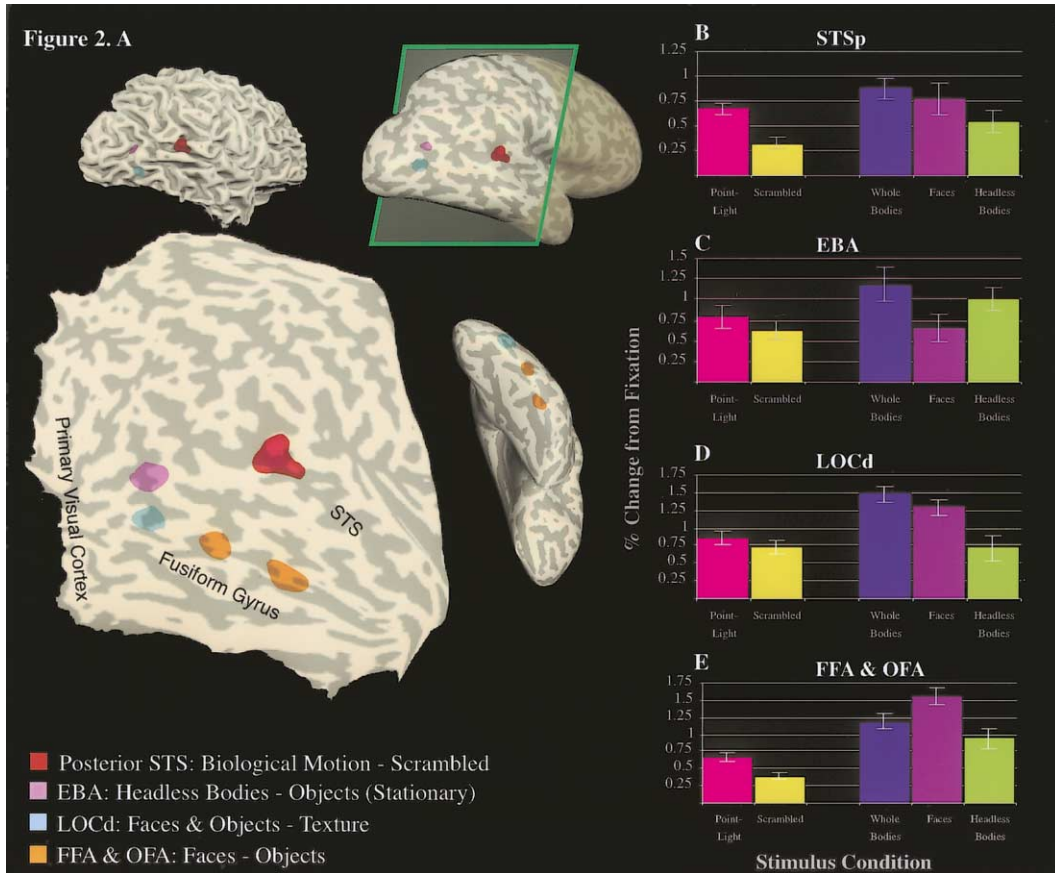 Figure 2. A
Primary Visual Cortex
STS
Fusiform Gyrus
Posterior STS: Biological Motion - Scrambled
EBA: Headless Bodies - Objects (Stationary)
LOCd: Faces & Objects - Texture
FFA & OFA: Faces - Objects
% Change from Fixation
B
STSp
1.25
1
0.75
0.5
0.25
Point-Light
Scrambled
Whole Bodies
Faces
Headless Bodies
C
EBA
1.5
1.25
1
0.75
0.5
0.25
Point-Light
Scrambled
Whole Bodies
Faces
Headless Bodies
D
LOCd
1.75
1.5
1.25
1
0.75
0.5
0.25
Point-Light
Scrambled
Whole Bodies
Faces
Headless Bodies
E
FFA & OFA
1.75
1.5
1.25
1
0.75
0.5
0.25
Point-Light
Scrambled
Whole Bodies
Faces
Headless Bodies
Stimulus Condition